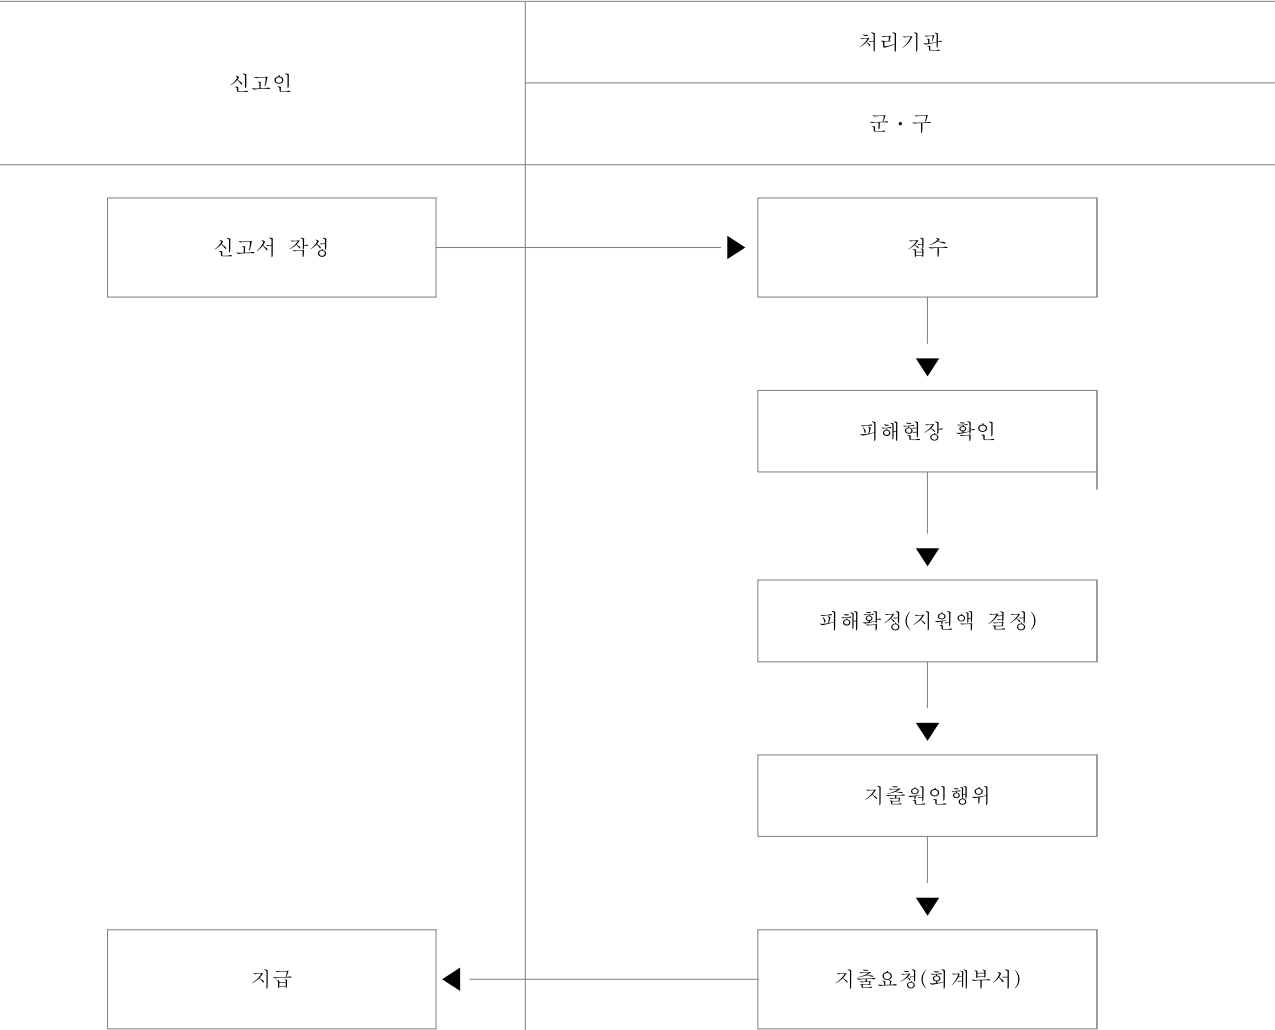 신고인
처리기관
군·구
신고서 작성
접수
피해현장 확인
피해확정(지원액 결정)
지출원인행위
지급
지출요청(회계부서)